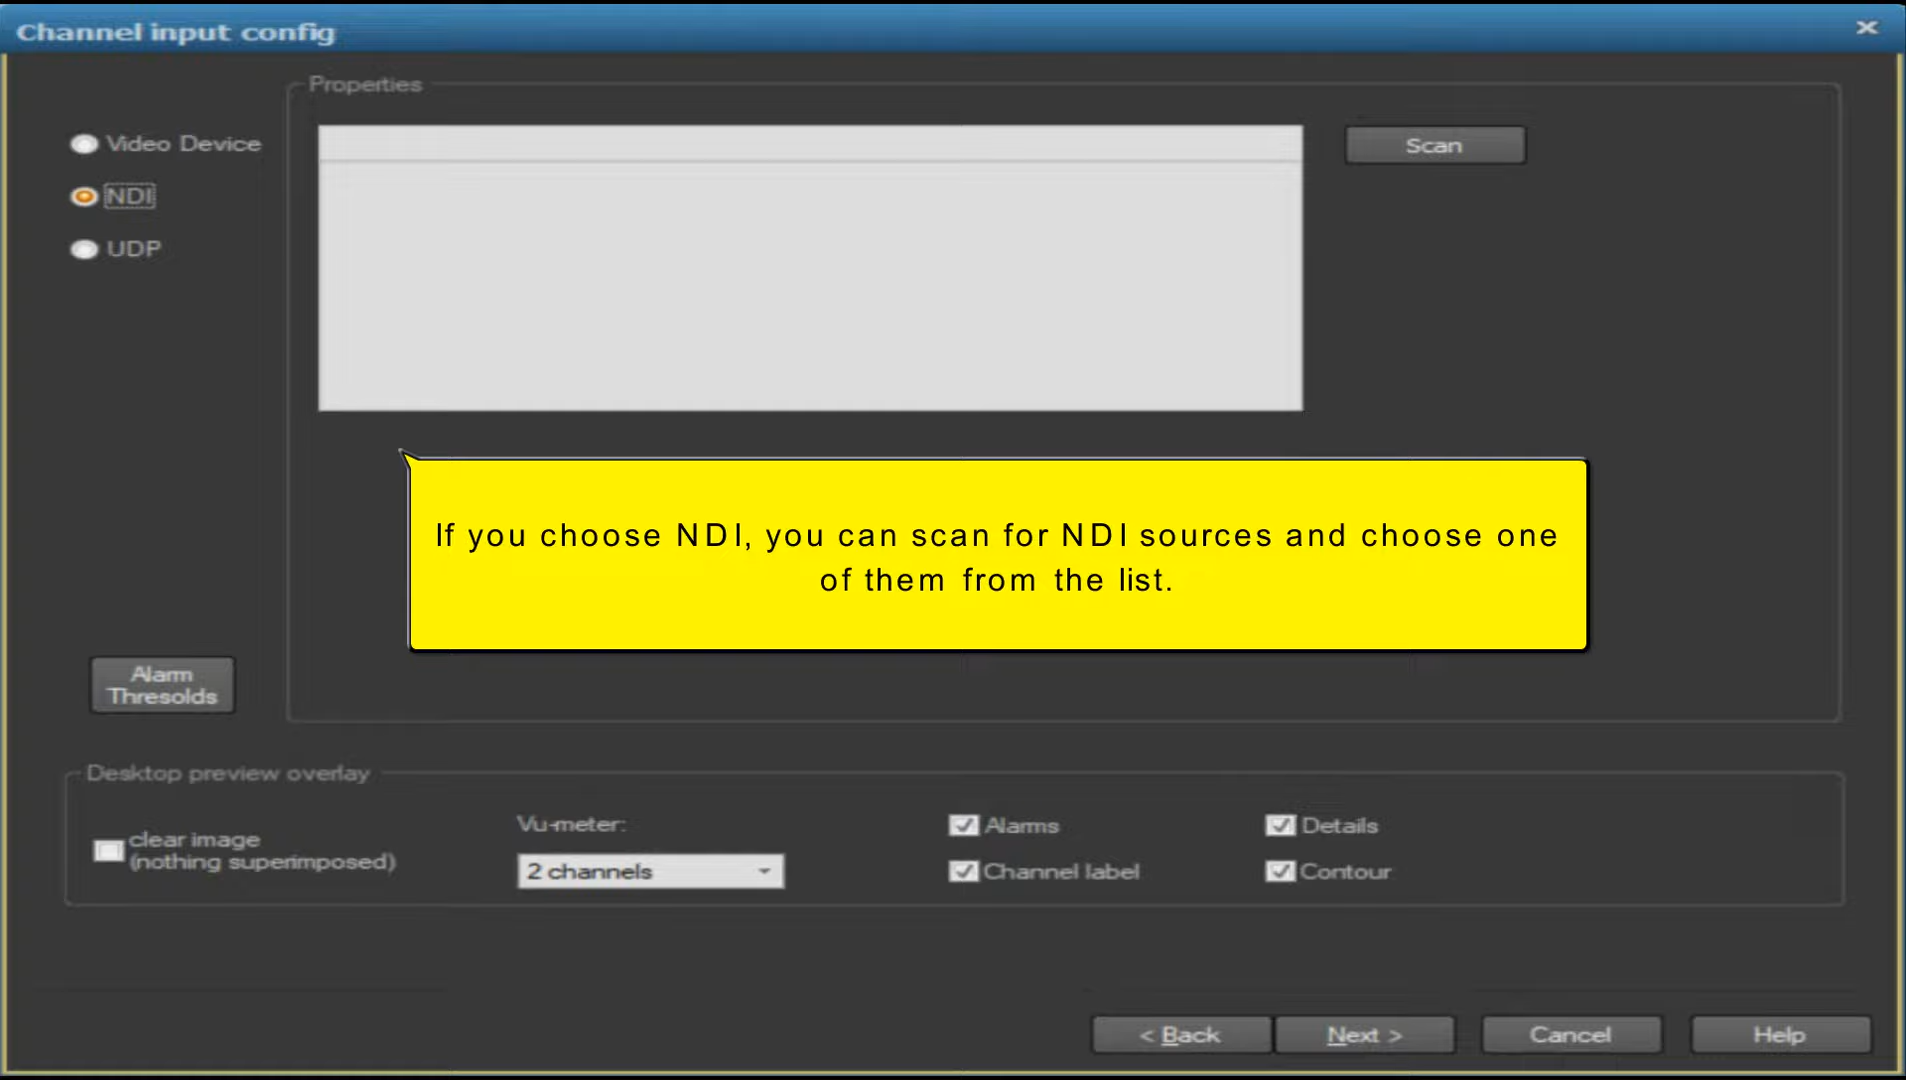 Channel input config
Properties
Video Device
Scan
NDI
UDP
If you choose NDI, you can scan for NDI sources and choose one
of them from the list.
Alarm
Thresolds
Desktop preview overlay
clear image
(nothing superimposed)
Vu-meter:
2 channels
Alarms
Details
Channel label
Contour
< Back
Next >
Cancel
Help